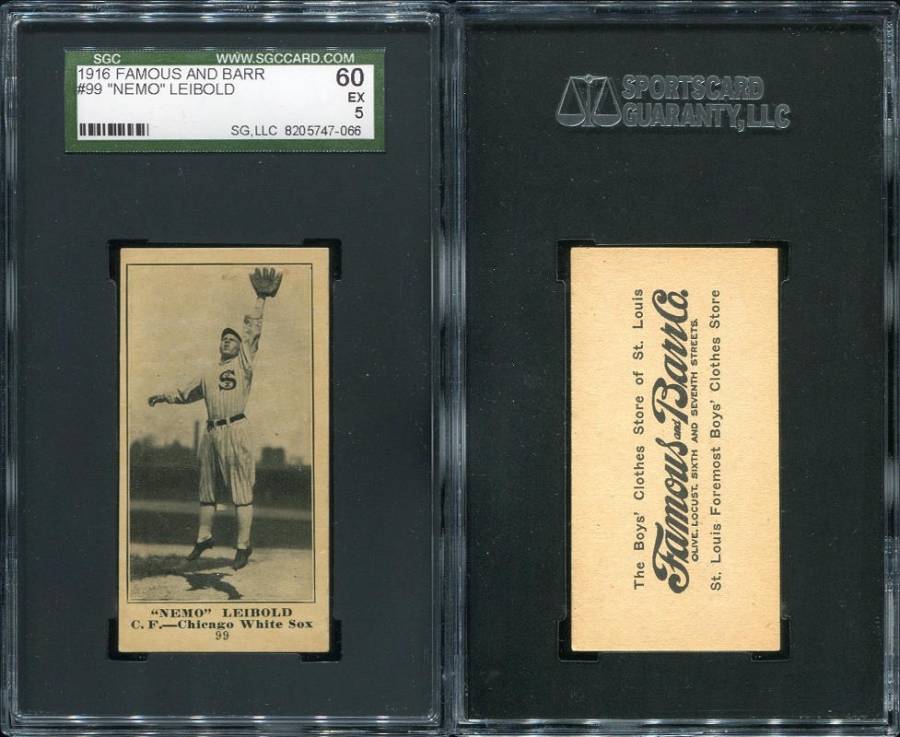 SGC WWW.SGCCARD.COM
1916 FAMOUS AND BARR 60
#99 "NEMO" LEIBOLD EX
5
SG,LLC 8205747-066
S
"NEMO" LEIBOLD
C. F.—Chicago White Sox
99
SPORTSCARD
GUARANTY, LLC
The Boys' Clothes Store of St. Louis
Famous and Barr Co.
OLIVE, LOCUST, SIXTH AND SEVENTH STREETS.
St. Louis Foremost Boys' Clothes Store